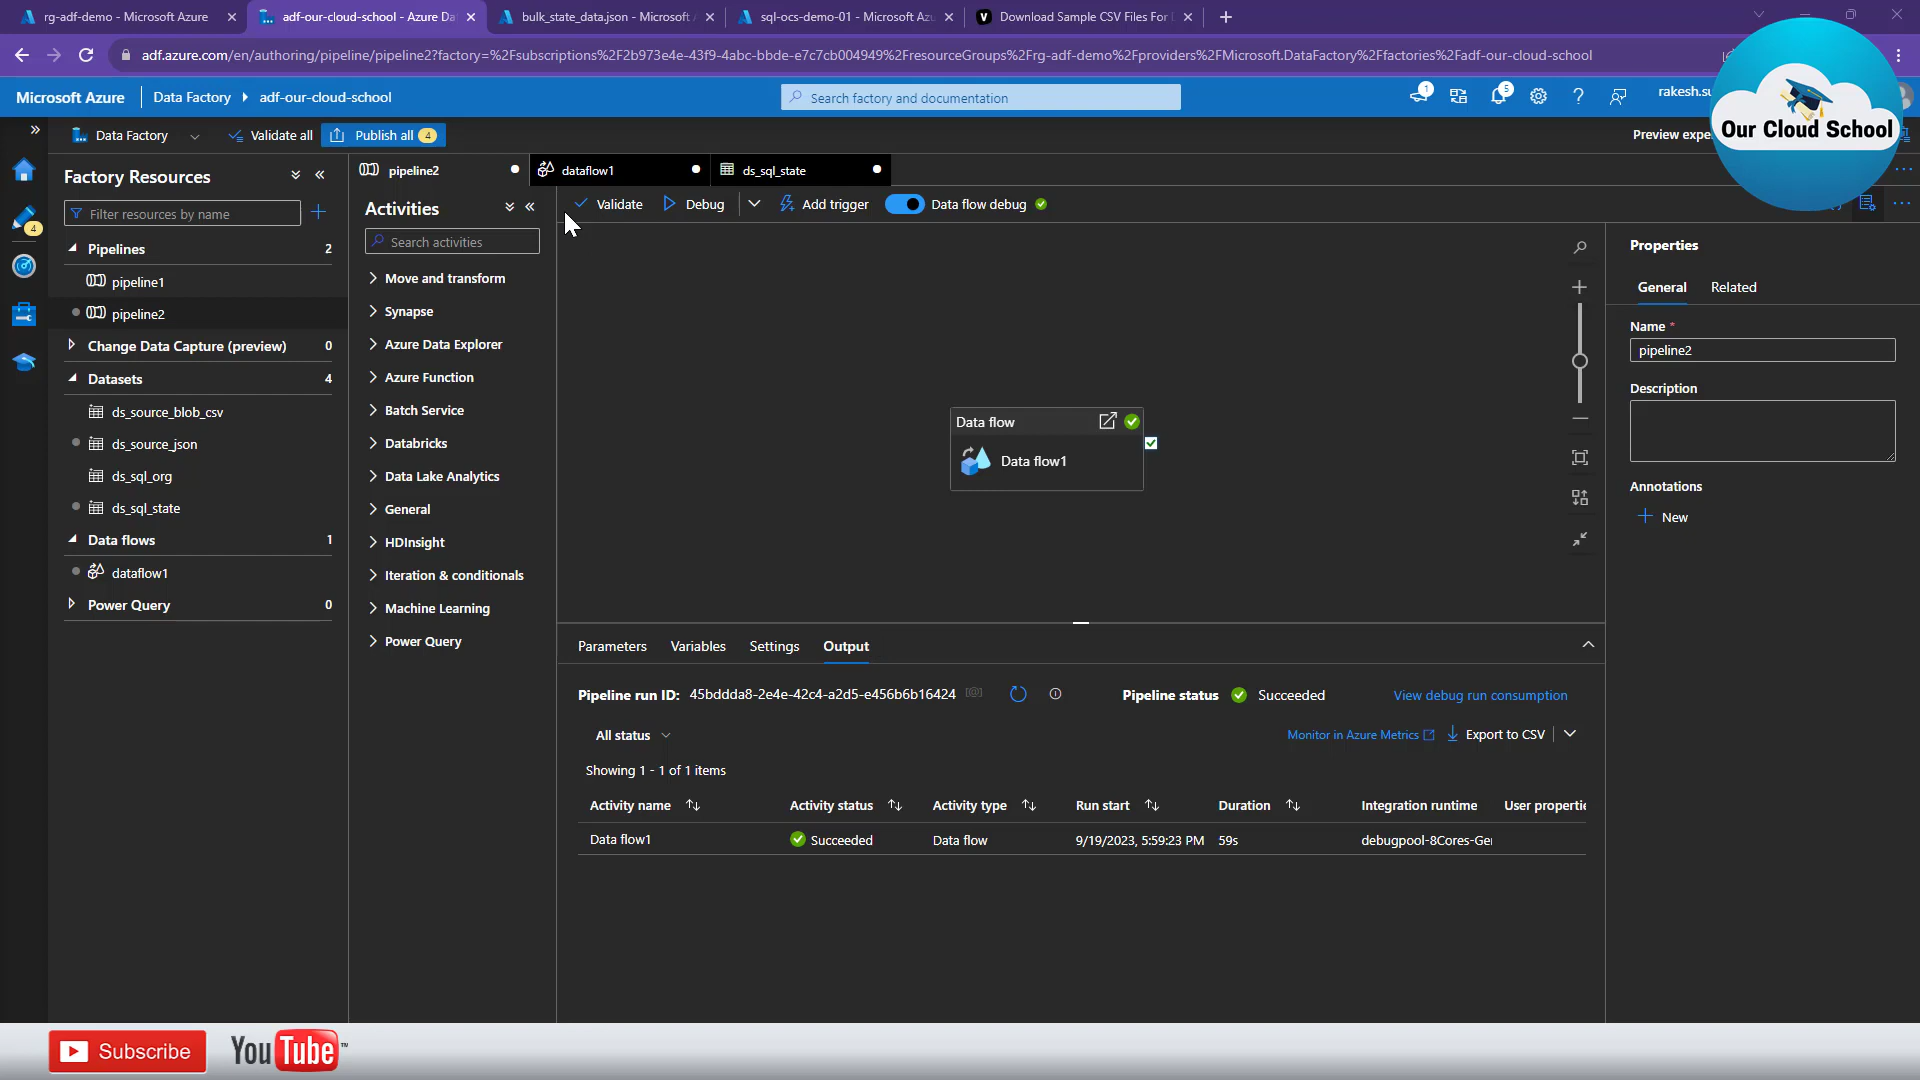 rg-adf-demo - Microsoft Azure
adf-our-cloud-school - Azure Da
bulk_state_data.json - Microsoft
sql-ocs-demo-01 - Microsoft Azu
Download Sample CSV Files For
adf.azure.com/en/authoring/pipeline/pipeline2?factory=%2Fsubscriptions%2F2b973e4e-43f9-4abc-bbde-e7c7cb004949%2FresourceGroups%2Frg-adf-demo%2Fproviders%2FMicrosoft.DataFactory%2Ffactories%2Fadf-our-cloud-school
Microsoft Azure
Data Factory
adf-our-cloud-school
Search factory and documentation
1
5
rakesh.su
Our Cloud School
Data Factory
Validate all
Publish all 4
Preview expe
Factory Resources
Filter resources by name
4
Pipelines 2
pipeline1
pipeline2
Change Data Capture (preview) 0
Datasets 4
ds_source_blob_csv
ds_source_json
ds_sql_org
ds_sql_state
Data flows 1
dataflow1
Power Query 0
pipeline2
dataflow1
ds_sql_state
Activities
Search activities
Move and transform
Synapse
Azure Data Explorer
Azure Function
Batch Service
Databricks
Data Lake Analytics
General
HDInsight
Iteration & conditionals
Machine Learning
Power Query
Validate
Debug
Add trigger
Data flow debug
Data flow
Data flow1
Properties
General
Related
Name *
pipeline2
Description
Annotations
New
Parameters
Variables
Settings
Output
Pipeline run ID: 45bddda8-2e4e-42c4-a2d5-e456b6b16424
Pipeline status
Succeeded
View debug run consumption
All status
Monitor in Azure Metrics
Export to CSV
Showing 1 - 1 of 1 items
Activity name
Activity status
Activity type
Run start
Duration
Integration runtime
User propertie
Data flow1
Succeeded
Data flow
9/19/2023, 5:59:23 PM
59s
debugpool-8Cores-Ge
Subscribe
YouTube ™